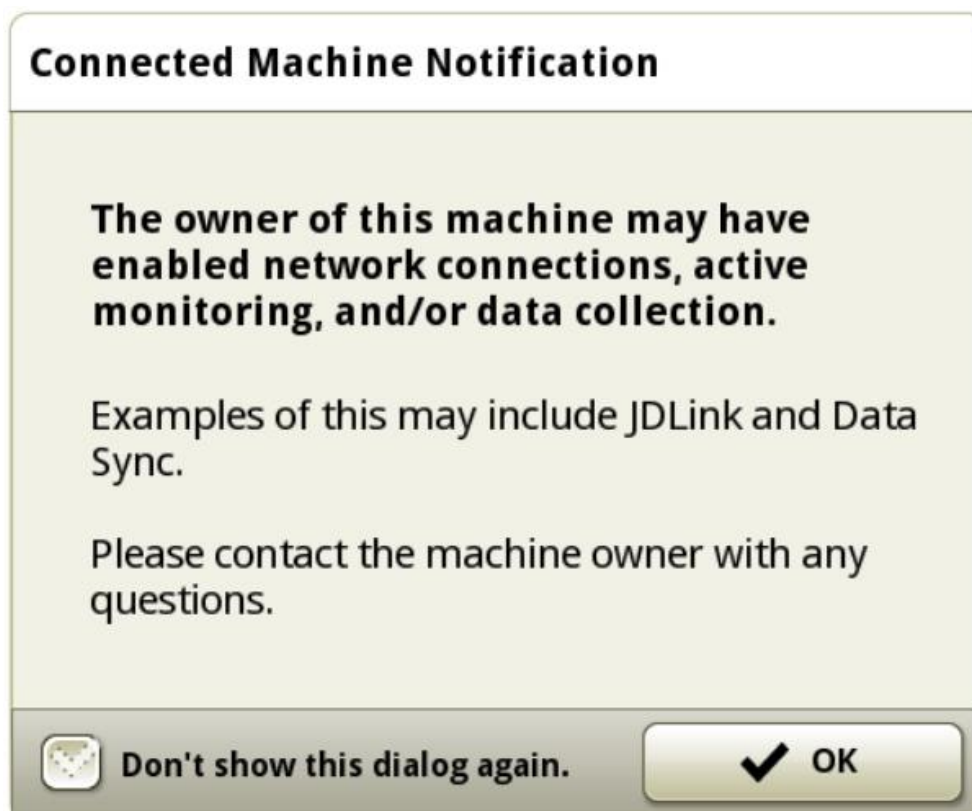 Connected Machine Notification
The owner of this machine may have
enabled network connections, active
monitoring, and/or data collection.
Examples of this may include JDLink and Data
Sync.
Please contact the machine owner with any
questions.
Don't show this dialog again.
OK